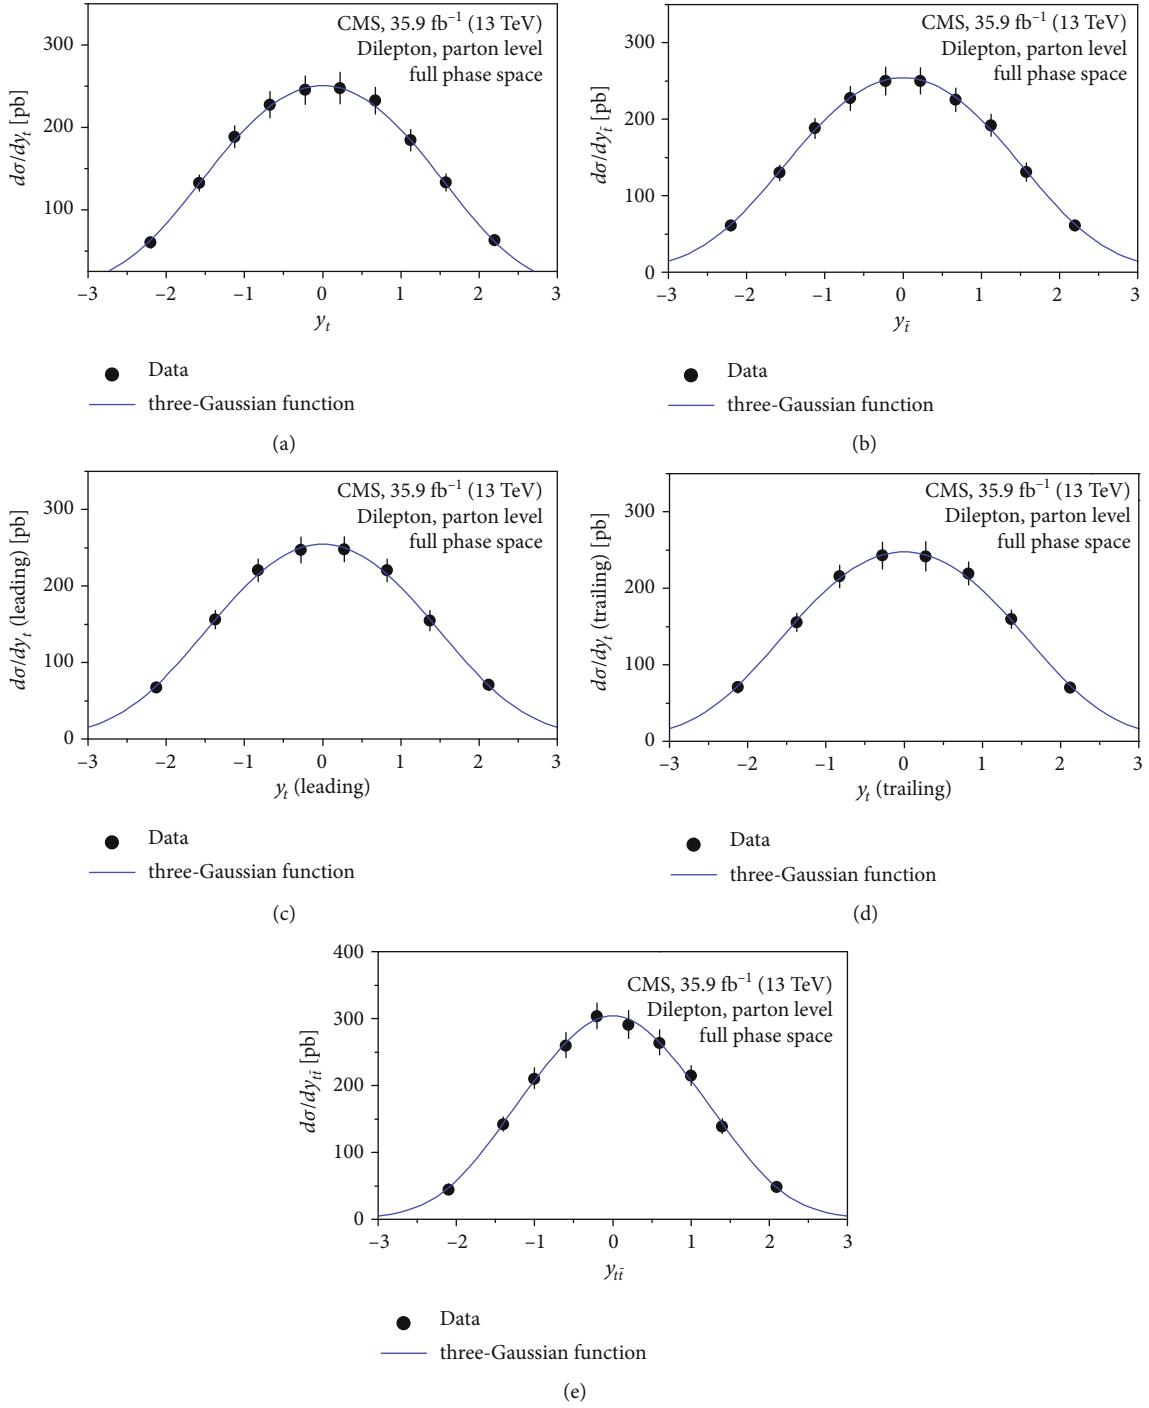 CMS, 35.9 fb⁻¹ (13 TeV)
Dilepton, parton level
full phase space
300
200
100
dσ/dy_t [pb]
−3 −2 −1 0 1 2 3
y_t
Data
three-Gaussian function
(a)
CMS, 35.9 fb⁻¹ (13 TeV)
Dilepton, parton level
full phase space
300
200
100
0
dσ/dy_t̄ [pb]
−3 −2 −1 0 1 2 3
y_t̄
Data
three-Gaussian function
(b)
CMS, 35.9 fb⁻¹ (13 TeV)
Dilepton, parton level
full phase space
300
200
100
0
dσ/dy_t (leading) [pb]
−3 −2 −1 0 1 2 3
y_t (leading)
Data
three-Gaussian function
(c)
CMS, 35.9 fb⁻¹ (13 TeV)
Dilepton, parton level
full phase space
300
200
100
0
dσ/dy_t (trailing) [pb]
−3 −2 −1 0 1 2 3
y_t (trailing)
Data
three-Gaussian function
(d)
CMS, 35.9 fb⁻¹ (13 TeV)
Dilepton, parton level
full phase space
400
300
200
100
0
dσ/dy_tt̄ [pb]
−3 −2 −1 0 1 2 3
y_tt̄
Data
three-Gaussian function
(e)